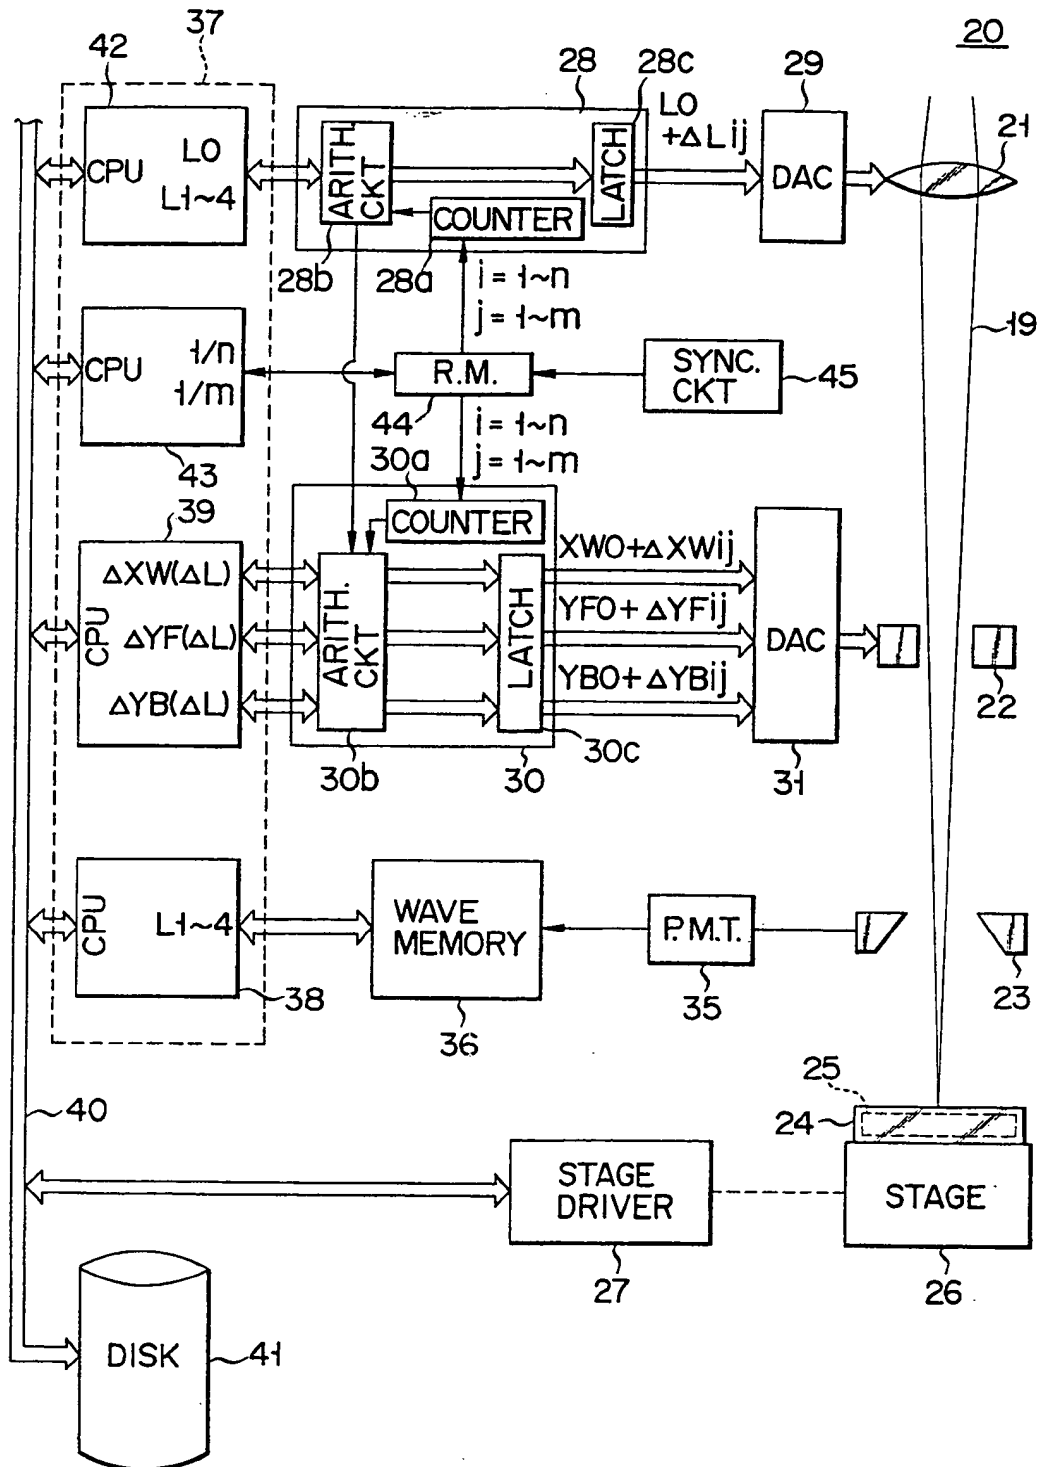 20
37
42
28
28c
29
21
L0
+ΔLij
CPU
L0
L1~4
ARITH.
CKT
LATCH
COUNTER
DAC
28b
28a
i = 1~n
j = 1~m
19
CPU
1/n
1/m
R.M.
SYNC.
CKT
45
44
43
i = 1~n
j = 1~m
30a
39
COUNTER
CPU
ΔXW(ΔL)
ΔYF(ΔL)
ΔYB(ΔL)
ARITH.
CKT
LATCH
XW0+ΔXWij
YF0+ΔYFij
YB0+ΔYBij
DAC
22
30b
30
30c
31
CPU
L1~4
WAVE
MEMORY
P.M.T.
38
36
35
23
40
25
24
STAGE
DRIVER
STAGE
27
26
DISK
41